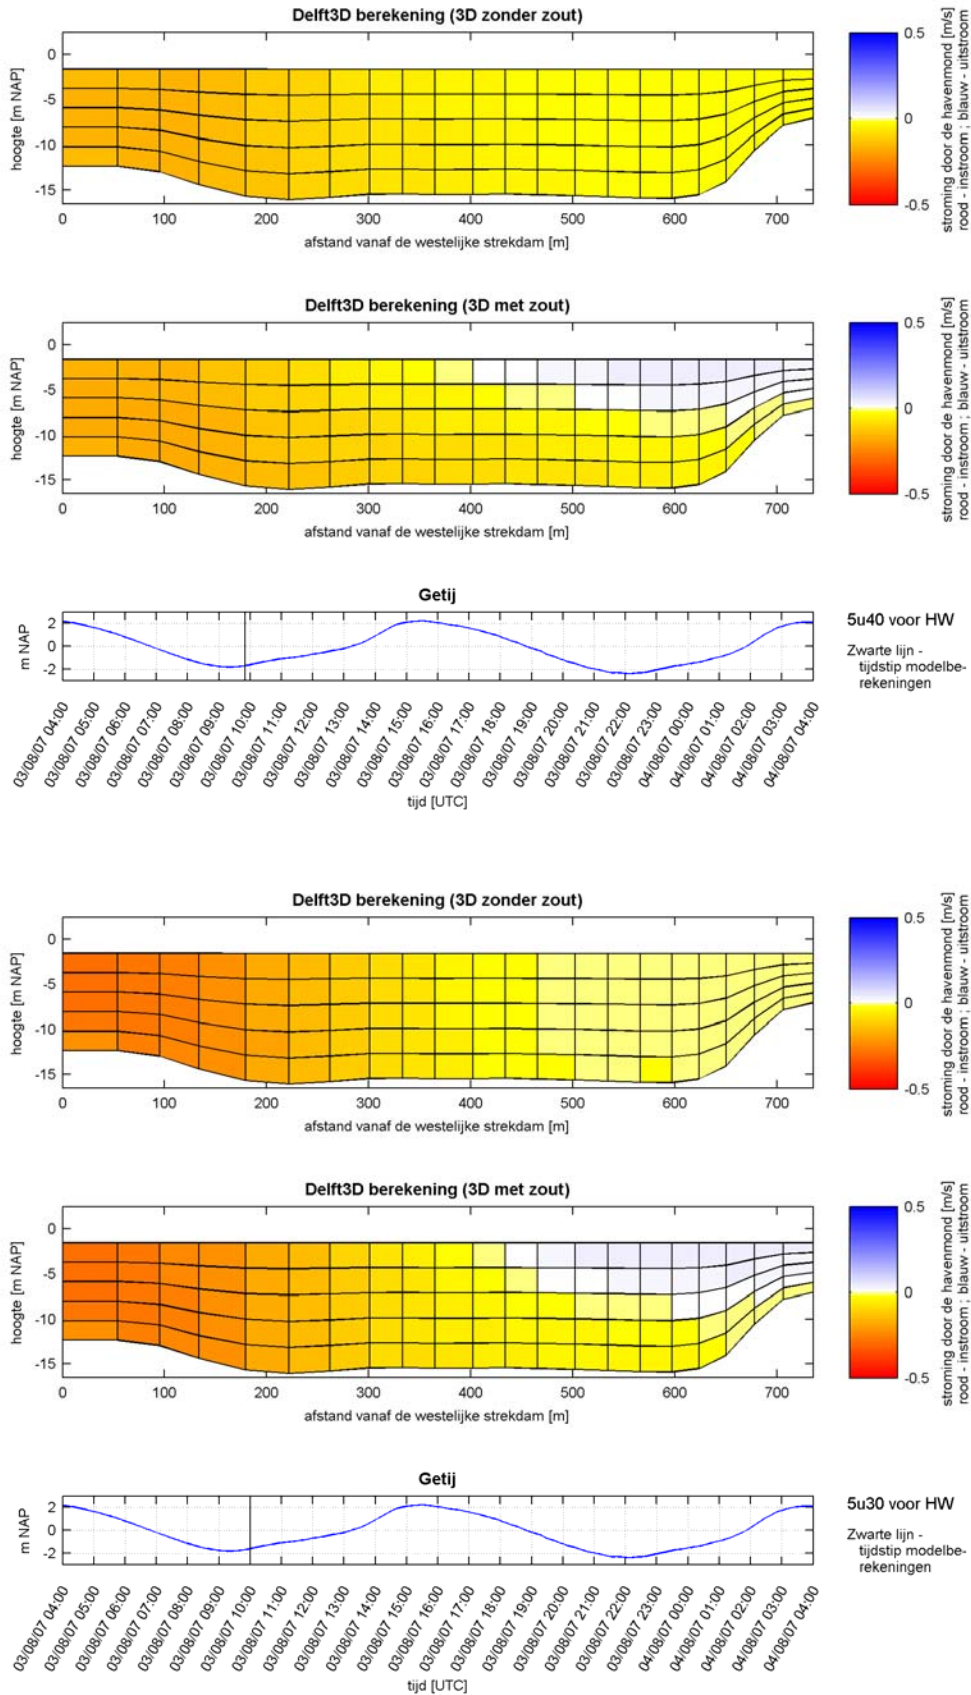 Delft3D berekening (3D zonder zout)
hoogte [m NAP]
0
-5
-10
-15
0 100 200 300 400 500 600 700
afstand vanaf de westelijke strekdam [m]
0.5
0
-0.5
stroming door de havenmond [m/s]
rood - instroom ; blauw - uitstroom
Delft3D berekening (3D met zout)
hoogte [m NAP]
0
-5
-10
-15
0 100 200 300 400 500 600 700
afstand vanaf de westelijke strekdam [m]
0.5
0
-0.5
stroming door de havenmond [m/s]
rood - instroom ; blauw - uitstroom
Getij
m NAP
2
0
-2
03/08/07 04:00
03/08/07 05:00
03/08/07 06:00
03/08/07 07:00
03/08/07 08:00
03/08/07 09:00
03/08/07 10:00
03/08/07 11:00
03/08/07 12:00
03/08/07 13:00
03/08/07 14:00
03/08/07 15:00
03/08/07 16:00
03/08/07 17:00
03/08/07 18:00
03/08/07 19:00
03/08/07 20:00
03/08/07 21:00
03/08/07 22:00
03/08/07 23:00
04/08/07 00:00
04/08/07 01:00
04/08/07 02:00
04/08/07 03:00
04/08/07 04:00
tijd [UTC]
5u40 voor HW
Zwarte lijn -
tijdstip modelbe-
rekeningen
Delft3D berekening (3D zonder zout)
hoogte [m NAP]
0
-5
-10
-15
0 100 200 300 400 500 600 700
afstand vanaf de westelijke strekdam [m]
0.5
0
-0.5
stroming door de havenmond [m/s]
rood - instroom ; blauw - uitstroom
Delft3D berekening (3D met zout)
hoogte [m NAP]
0
-5
-10
-15
0 100 200 300 400 500 600 700
afstand vanaf de westelijke strekdam [m]
0.5
0
-0.5
stroming door de havenmond [m/s]
rood - instroom ; blauw - uitstroom
Getij
m NAP
2
0
-2
03/08/07 04:00
03/08/07 05:00
03/08/07 06:00
03/08/07 07:00
03/08/07 08:00
03/08/07 09:00
03/08/07 10:00
03/08/07 11:00
03/08/07 12:00
03/08/07 13:00
03/08/07 14:00
03/08/07 15:00
03/08/07 16:00
03/08/07 17:00
03/08/07 18:00
03/08/07 19:00
03/08/07 20:00
03/08/07 21:00
03/08/07 22:00
03/08/07 23:00
04/08/07 00:00
04/08/07 01:00
04/08/07 02:00
04/08/07 03:00
04/08/07 04:00
tijd [UTC]
5u30 voor HW
Zwarte lijn -
tijdstip modelbe-
rekeningen